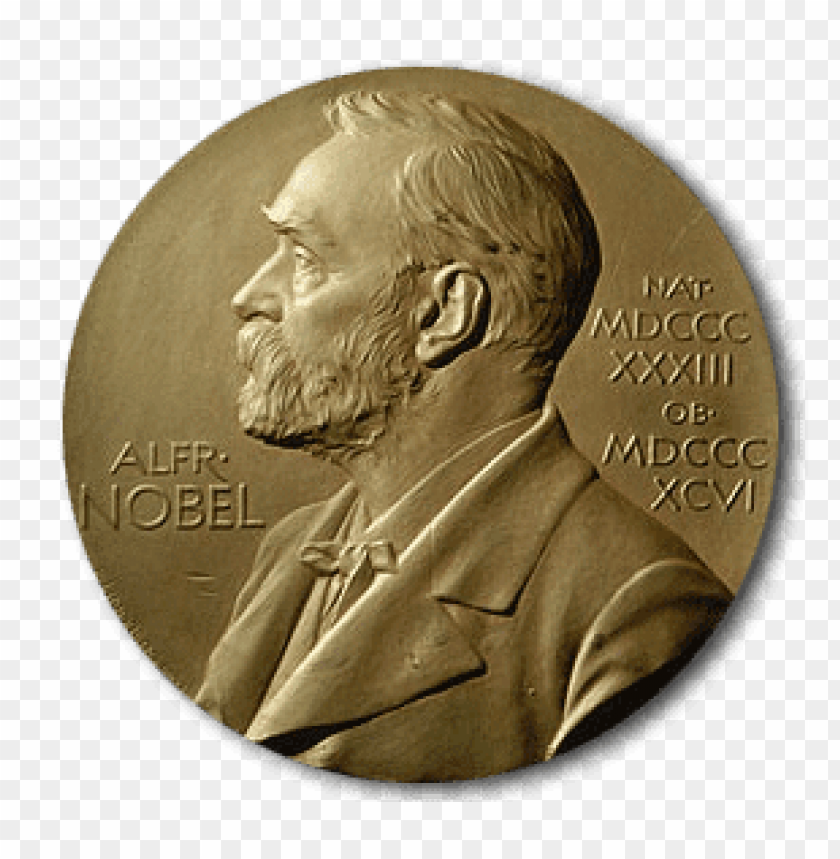 ALFR·
NOBEL
NAT·
MDCCC
XXXIII
OB·
MDCCC
XCVI